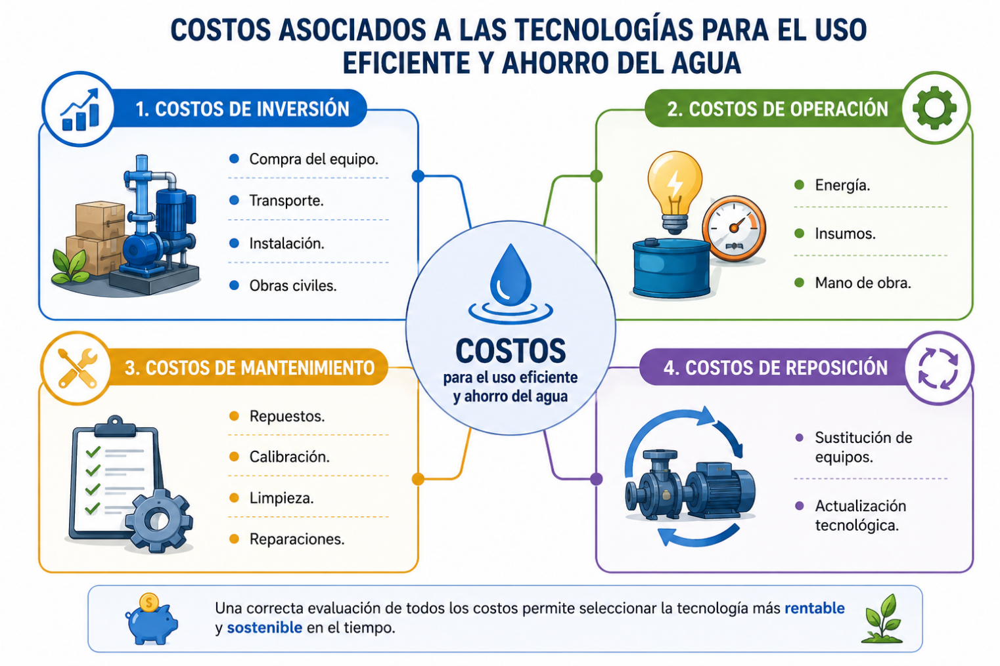 COSTOS ASOCIADOS A LAS TECNOLOGÍAS PARA EL USO
EFICIENTE Y AHORRO DEL AGUA
1. COSTOS DE INVERSIÓN
Compra del equipo.
Transporte.
Instalación.
Obras civiles.
2. COSTOS DE OPERACIÓN
Energía.
Insumos.
Mano de obra.
COSTOS
para el uso eficiente
y ahorro del agua
3. COSTOS DE MANTENIMIENTO
Repuestos.
Calibración.
Limpieza.
Reparaciones.
4. COSTOS DE REPOSICIÓN
Sustitución de
equipos.
Actualización
tecnológica.
$
Una correcta evaluación de todos los costos permite seleccionar la tecnología más rentable
y sostenible en el tiempo.